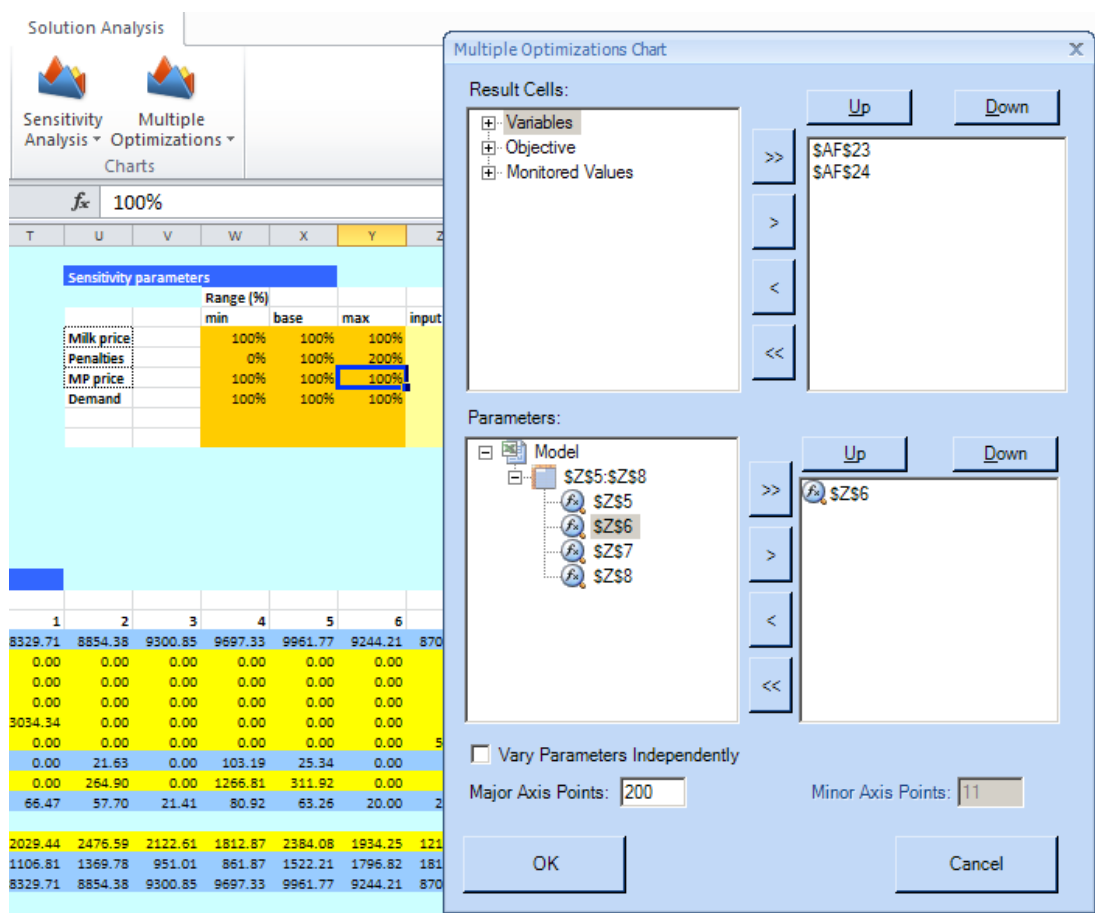 Solution Analysis
Sensitivity Analysis
Multiple Optimizations
Charts
fx 100%
T U V W X Y Z
Sensitivity parameters
Range (%)
min base max input
Milk price 100% 100% 100%
Penalties 0% 100% 200%
MP price 100% 100% 100%
Demand 100% 100% 100%
1 2 3 4 5 6
8329.71 8854.38 9300.85 9697.33 9961.77 9244.21 870
0.00 0.00 0.00 0.00 0.00 0.00
0.00 0.00 0.00 0.00 0.00 0.00
0.00 0.00 0.00 0.00 0.00 0.00
3034.34 0.00 0.00 0.00 0.00 0.00
0.00 0.00 0.00 0.00 0.00 0.00 5
0.00 21.63 0.00 103.19 25.34 0.00
0.00 264.90 0.00 1266.81 311.92 0.00
66.47 57.70 21.41 80.92 63.26 20.00 2
2029.44 2476.59 2122.61 1812.87 2384.08 1934.25 121
1106.81 1369.78 951.01 861.87 1522.21 1796.82 181
8329.71 8854.38 9300.85 9697.33 9961.77 9244.21 870
Multiple Optimizations Chart X
Result Cells:
Variables
Objective
Monitored Values
>>
>
<
<<
Up Down
$AF$23
$AF$24
Parameters:
Model
$Z$5:$Z$8
fx $Z$5
fx $Z$6
fx $Z$7
fx $Z$8
>>
>
<
<<
Up Down
fx $Z$6
Vary Parameters Independently
Major Axis Points: 200 Minor Axis Points: 11
OK Cancel